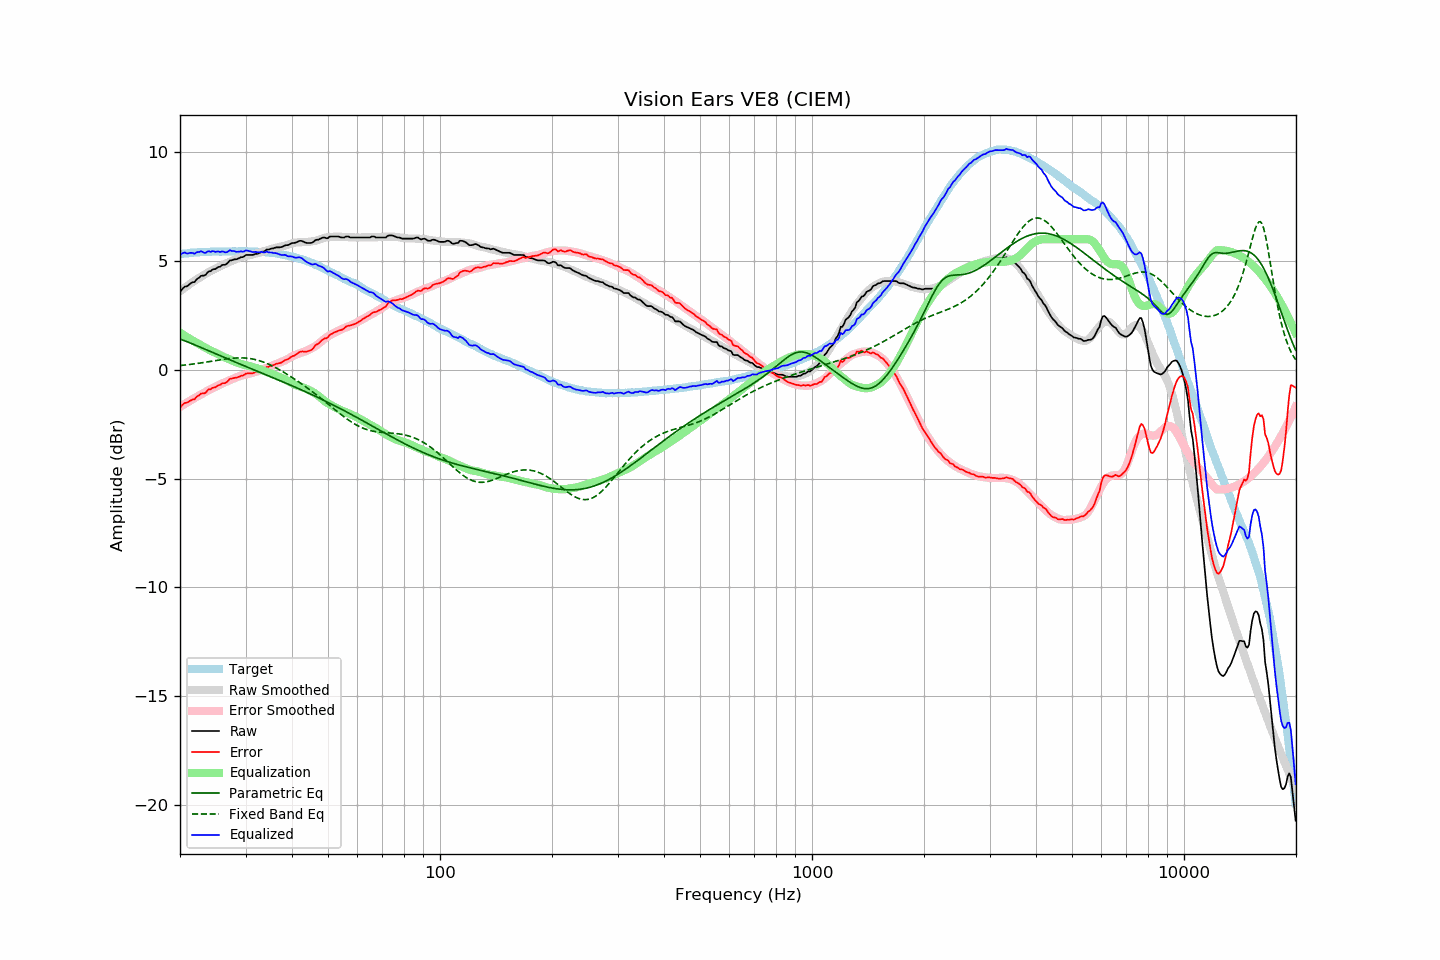 Vision Ears VE8 (CIEM)
Amplitude (dBr)
10
5
0
−5
−10
−15
−20
Target
Raw Smoothed
Error Smoothed
Raw
Error
Equalization
Parametric Eq
Fixed Band Eq
Equalized
100
1000
10000
Frequency (Hz)